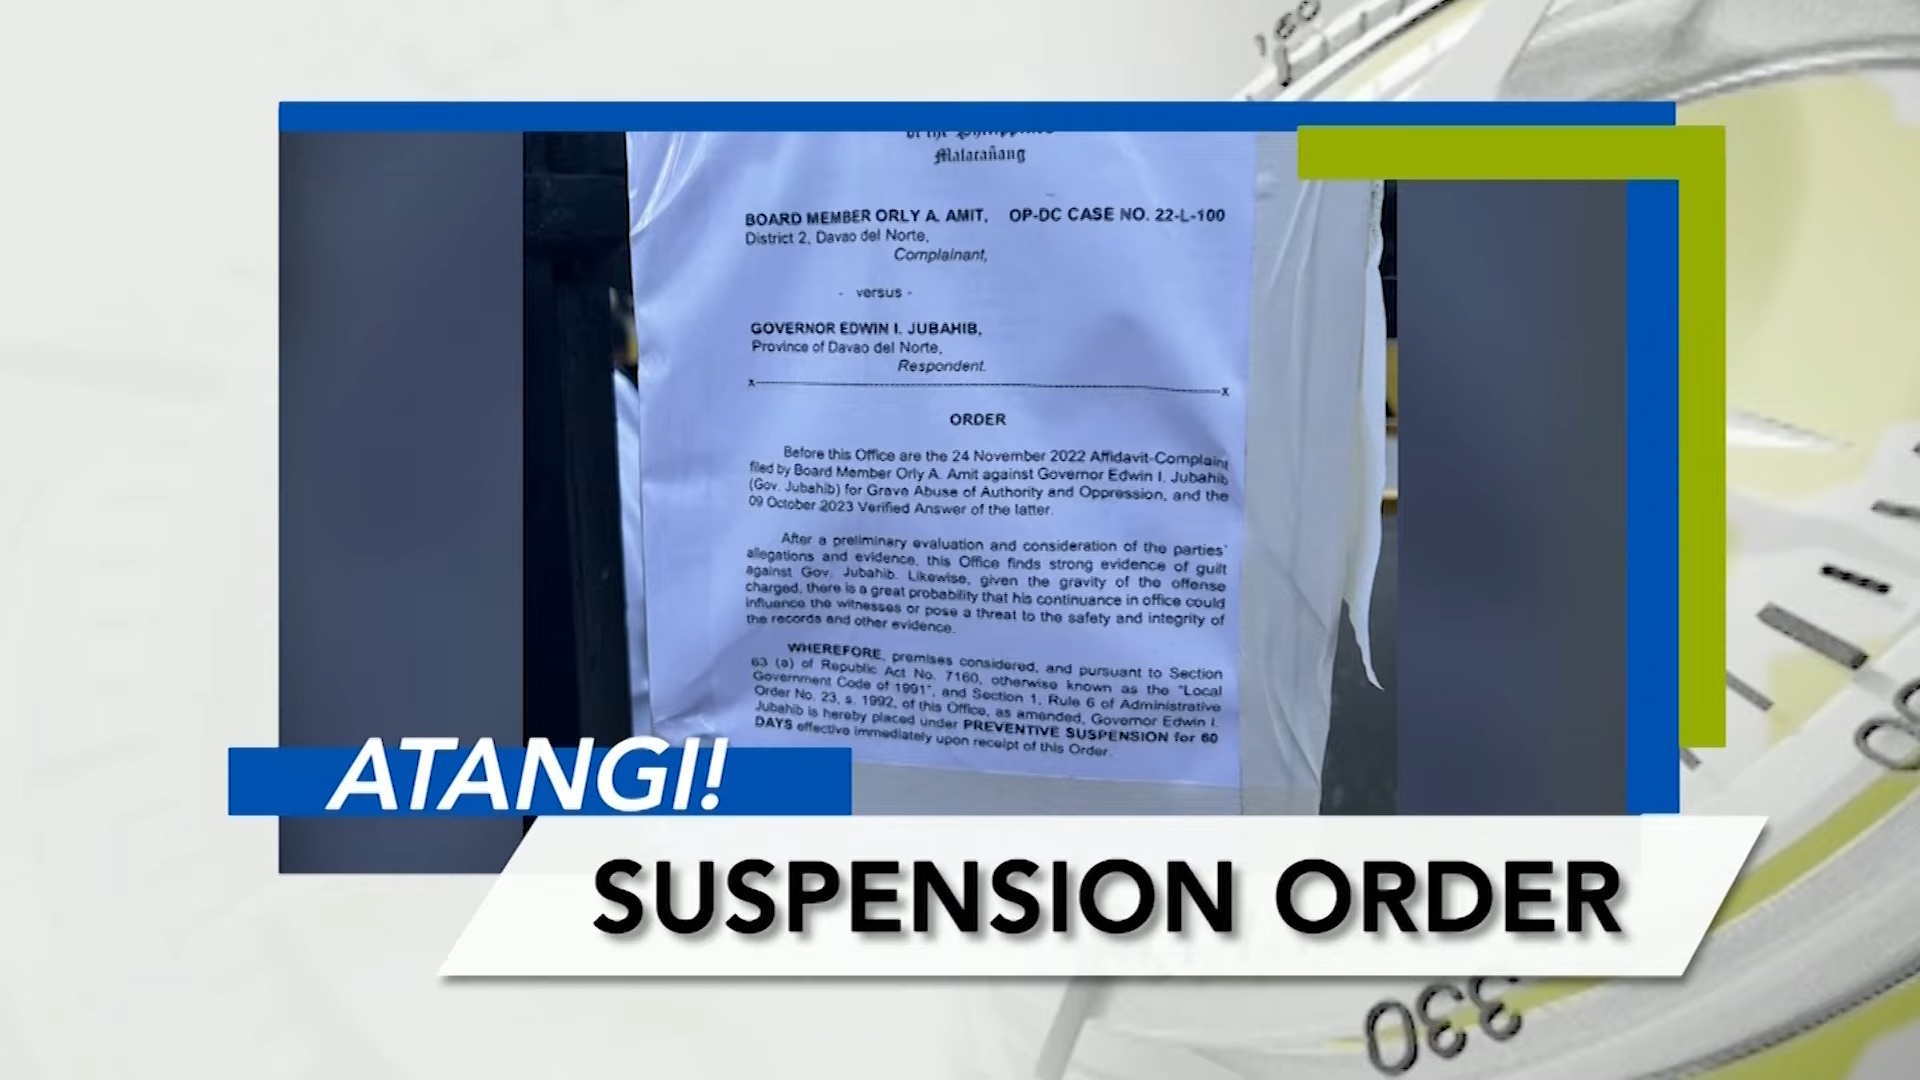 of the Philippines
Malacañang
BOARD MEMBER ORLY A. AMIT, OP-DC CASE NO. 22-L-100
District 2, Davao del Norte,
Complainant,
- versus -
GOVERNOR EDWIN I. JUBAHIB,
Province of Davao del Norte,
Respondent.
x-----------------------------------------------x
ORDER
Before this Office are the 24 November 2022 Affidavit-Complaint
filed by Board Member Orly A. Amit against Governor Edwin I. Jubahib
(Gov. Jubahib) for Grave Abuse of Authority and Oppression, and the
09 October 2023 Verified Answer of the latter.
After a preliminary evaluation and consideration of the parties'
allegations and evidence, this Office finds strong evidence of guilt
against Gov. Jubahib. Likewise, given the gravity of the offense
charged, there is a great probability that his continuance in office could
influence the witnesses or pose a threat to the safety and integrity of
the records and other evidence.
WHEREFORE, premises considered, and pursuant to Section
63 (a) of Republic Act No. 7160, otherwise known as the "Local
Government Code of 1991", and Section 1, Rule 6 of Administrative
Order No. 23, s. 1992, of this Office, as amended, Governor Edwin I.
Jubahib is hereby placed under PREVENTIVE SUSPENSION for 60
DAYS effective immediately upon receipt of this Order.
ATANGI!
SUSPENSION ORDER
330